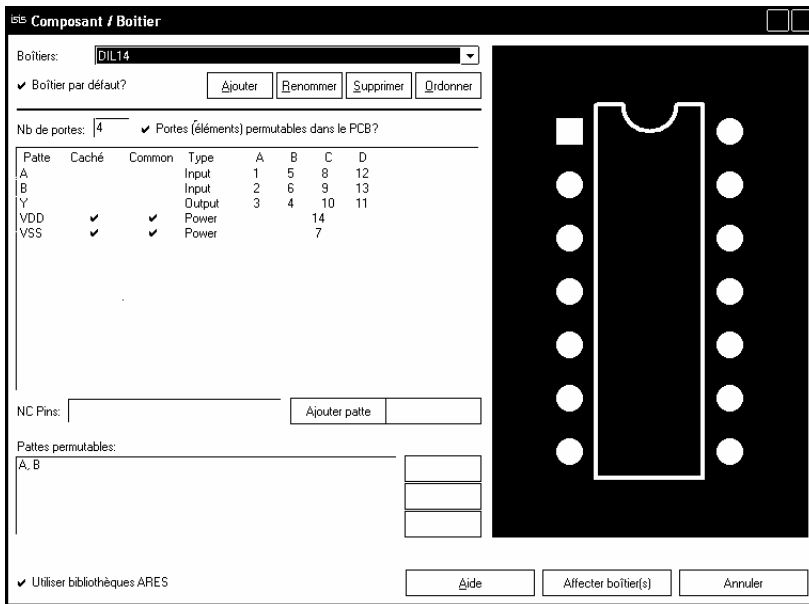 isis Composant / Boitier
Boîtiers: DIL14
✔ Boîtier par défaut? Ajouter Renommer Supprimer Ordonner
Nb de portes: 4 ✔ Portes (éléments) permutables dans le PCB?
Patte Caché Common Type A B C D
A Input 1 5 8 12
B Input 2 6 9 13
Y Output 3 4 10 11
VDD ✔ ✔ Power 14
VSS ✔ ✔ Power 7
NC Pins: Ajouter patte
Pattes permutables:
A, B
✔ Utiliser bibliothèques ARES Aide Affecter boîtier(s) Annuler